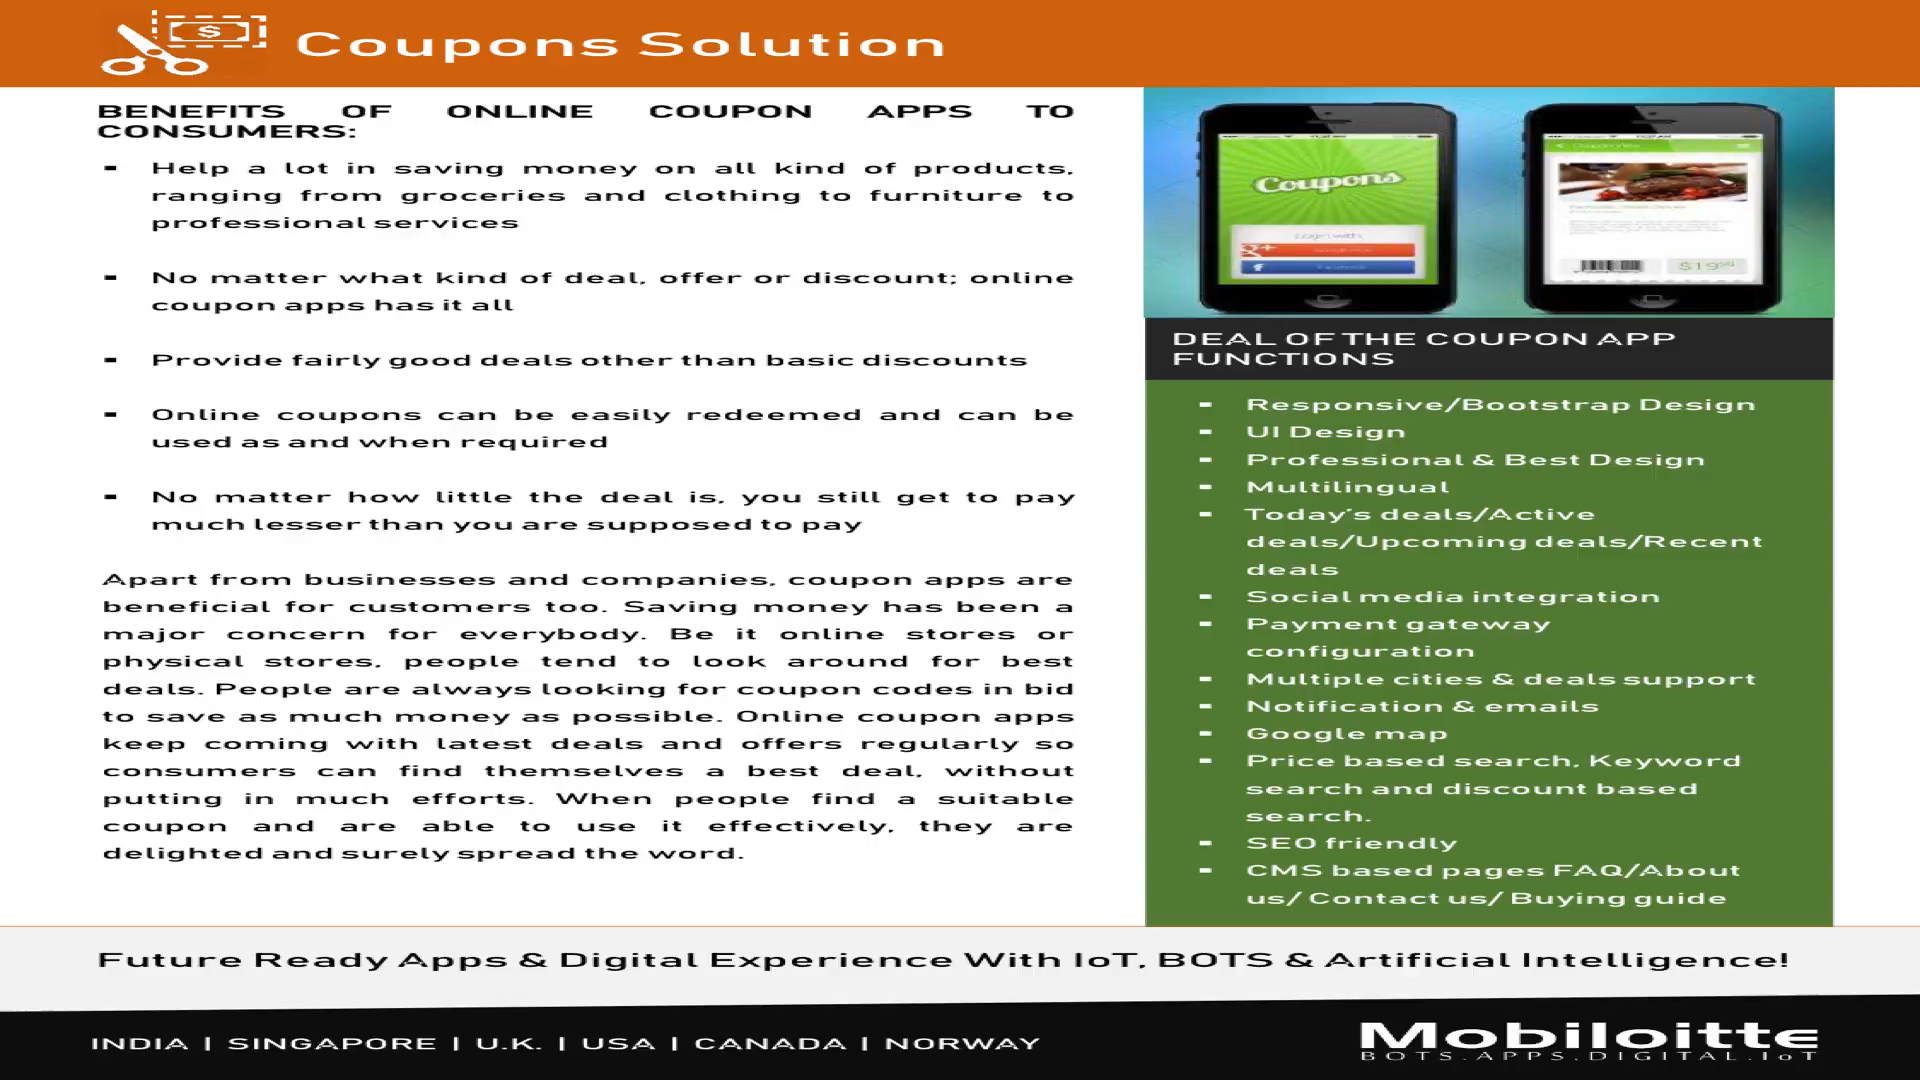 $
Coupons Solution
BENEFITS OF ONLINE COUPON APPS TO
CONSUMERS:
Help a lot in saving money on all kind of products,
ranging from groceries and clothing to furniture to
professional services
No matter what kind of deal, offer or discount; online
coupon apps has it all
Provide fairly good deals other than basic discounts
Online coupons can be easily redeemed and can be
used as and when required
No matter how little the deal is, you still get to pay
much lesser than you are supposed to pay
Apart from businesses and companies, coupon apps are
beneficial for customers too. Saving money has been a
major concern for everybody. Be it online stores or
physical stores, people tend to look around for best
deals. People are always looking for coupon codes in bid
to save as much money as possible. Online coupon apps
keep coming with latest deals and offers regularly so
consumers can find themselves a best deal, without
putting in much efforts. When people find a suitable
coupon and are able to use it effectively, they are
delighted and surely spread the word.
Coupons
Login with
g+
f Facebook
$19
DEAL OF THE COUPON APP
FUNCTIONS
Responsive/Bootstrap Design
UI Design
Professional & Best Design
Multilingual
Today's deals/Active
deals/Upcoming deals/Recent
deals
Social media integration
Payment gateway
configuration
Multiple cities & deals support
Notification & emails
Google map
Price based search, Keyword
search and discount based
search.
SEO friendly
CMS based pages FAQ/About
us/ Contact us/ Buying guide
Future Ready Apps & Digital Experience With IoT, BOTS & Artificial Intelligence!
INDIA | SINGAPORE | U.K. | USA | CANADA | NORWAY
Mobiloitte
BOTS.APPS.DIGITAL.IoT